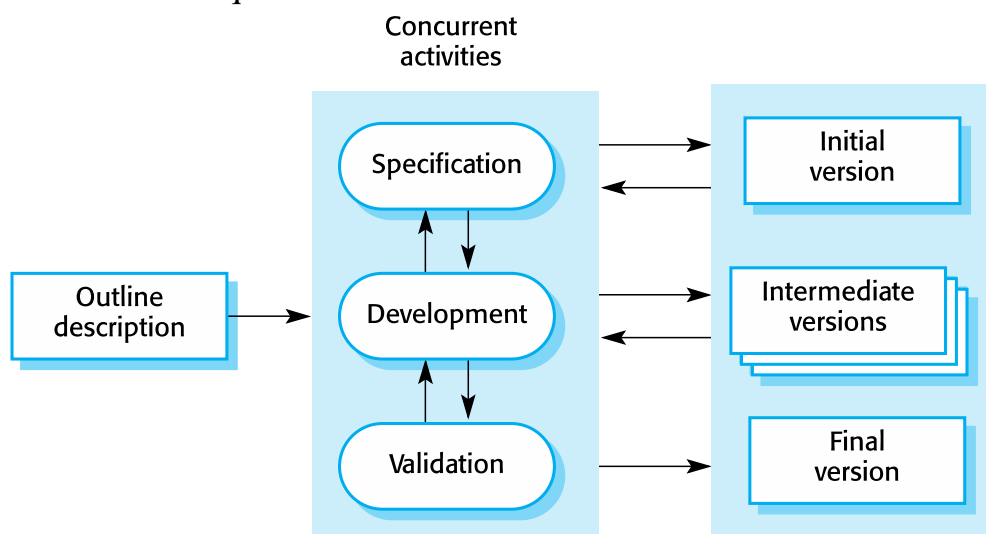 Concurrent
activities
Specification
Initial
version
Outline
description
Development
Intermediate
versions
Validation
Final
version